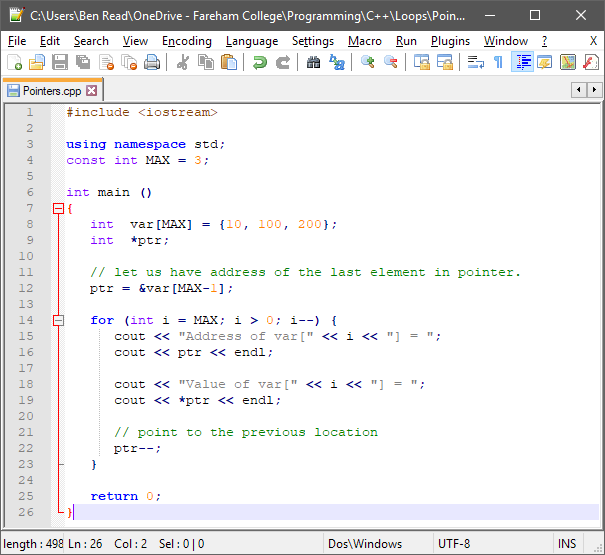 C:\Users\Ben Read\OneDrive - Fareham College\Programming\C++\Loops\Poin...
File Edit Search View Encoding Language Settings Macro Run Plugins Window ? X
Pointers.cpp
1 #include <iostream>
2
3 using namespace std;
4 const int MAX = 3;
5
6 int main ()
7 {
8    int  var[MAX] = {10, 100, 200};
9    int  *ptr;
10
11    // let us have address of the last element in pointer.
12    ptr = &var[MAX-1];
13
14    for (int i = MAX; i > 0; i--) {
15       cout << "Address of var[" << i << "] = ";
16       cout << ptr << endl;
17
18       cout << "Value of var[" << i << "] = ";
19       cout << *ptr << endl;
20
21       // point to the previous location
22       ptr--;
23    }
24
25    return 0;
26 }
length : 498 Ln : 26 Col : 2 Sel : 0 | 0 Dos\Windows UTF-8 INS